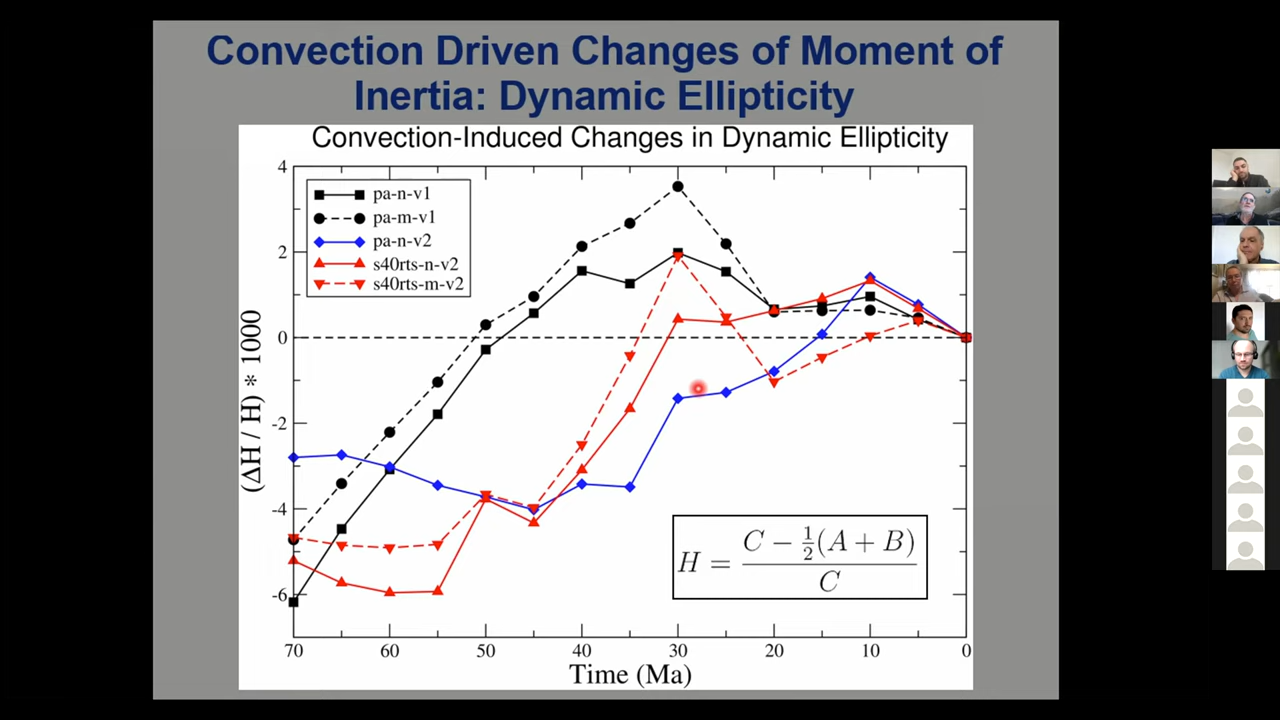 Convection Driven Changes of Moment of
Inertia: Dynamic Ellipticity
Convection-Induced Changes in Dynamic Ellipticity
4
2
0
-2
-4
-6
(ΔH / H) * 1000
pa-n-v1
pa-m-v1
pa-n-v2
s40rts-n-v2
s40rts-m-v2
H = \frac{C - \frac{1}{2}(A + B)}{C}
70 60 50 40 30 20 10 0
Time (Ma)